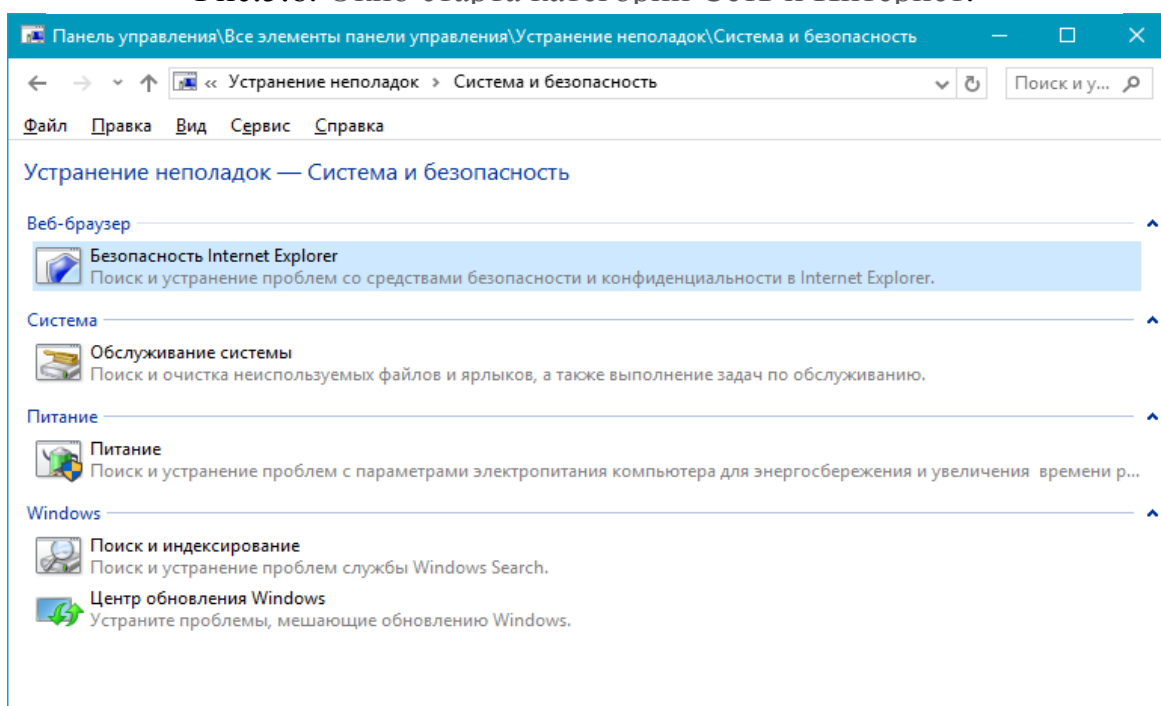 Панель управления\Все элементы панели управления\Устранение неполадок\Система и безопасность
« Устранение неполадок › Система и безопасность
Поиск и у...
Файл Правка Вид Сервис Справка
Устранение неполадок — Система и безопасность
Веб-браузер
Безопасность Internet Explorer
Поиск и устранение проблем со средствами безопасности и конфиденциальности в Internet Explorer.
Система
Обслуживание системы
Поиск и очистка неиспользуемых файлов и ярлыков, а также выполнение задач по обслуживанию.
Питание
Питание
Поиск и устранение проблем с параметрами электропитания компьютера для энергосбережения и увеличения времени р...
Windows
Поиск и индексирование
Поиск и устранение проблем службы Windows Search.
Центр обновления Windows
Устраните проблемы, мешающие обновлению Windows.